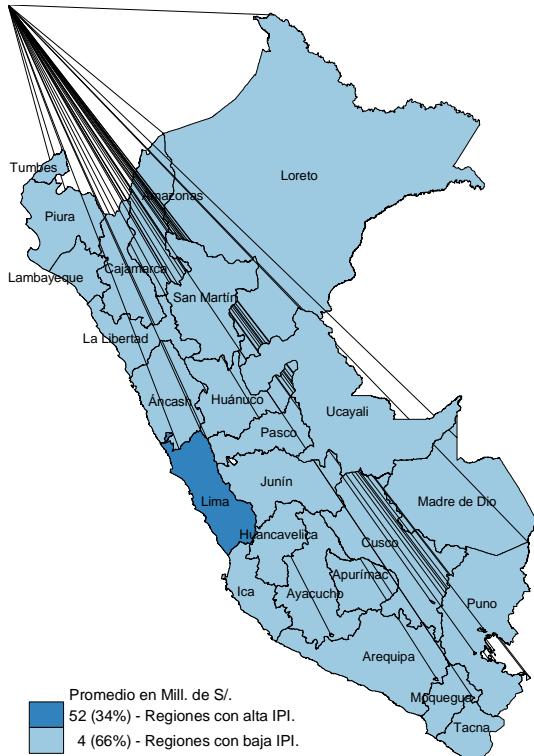 Tumbes
Loreto
Amazonas
Piura
Cajamarca
Lambayeque
San Martín
La Libertad
Áncash
Huánuco
Ucayali
Pasco
Junín
Lima
Madre de Dio
Huancavelica
Cusco
Apurímac
Ica
Ayacucho
Puno
Arequipa
Moquegua
Tacna
Promedio en Mill. de S/.
52 (34%) - Regiones con alta IPI.
4 (66%) - Regiones con baja IPI.